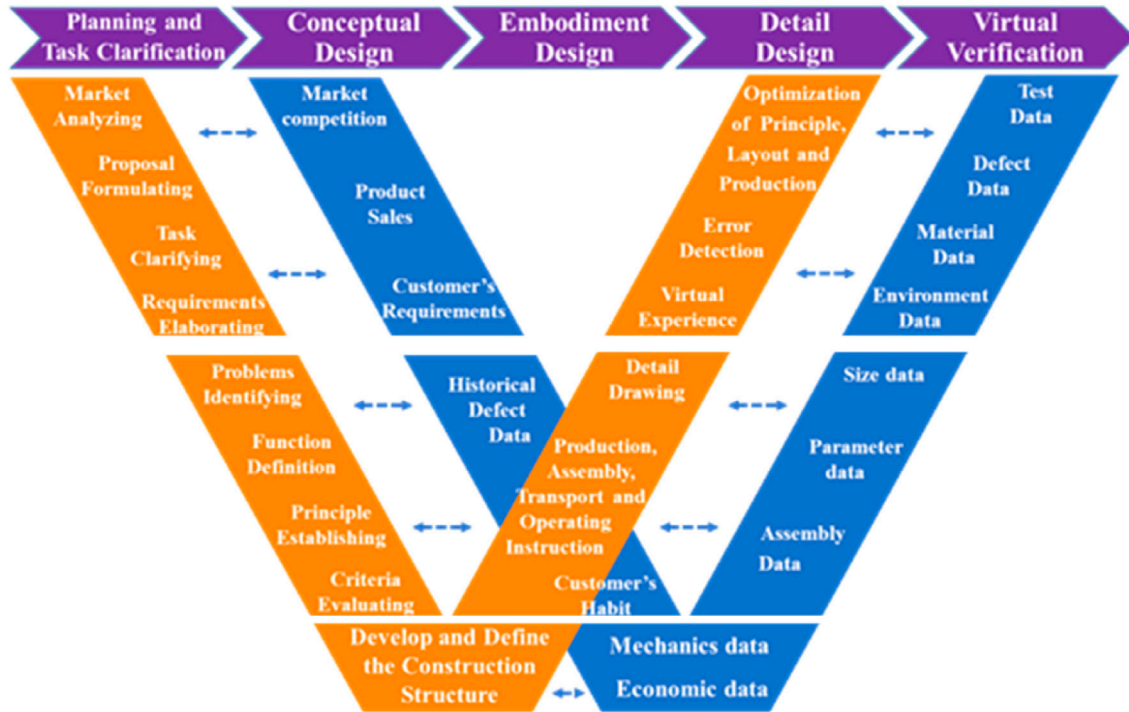 Planning and
Task Clarification
Conceptual
Design
Embodiment
Design
Detail
Design
Virtual
Verification
Market
Analyzing
Proposal
Formulating
Task
Clarifying
Requirements
Elaborating
Market
competition
Product
Sales
Customer's
Requirements
Optimization
of Principle,
Layout and
Production
Error
Detection
Virtual
Experience
Test
Data
Defect
Data
Material
Data
Environment
Data
Problems
Identifying
Function
Definition
Principle
Establishing
Criteria
Evaluating
Historical
Defect
Data
Customer's
Habit
Detail
Drawing
Production,
Assembly,
Transport and
Operating
Instruction
Size data
Parameter
data
Assembly
Data
Develop and Define
the Construction
Structure
Mechanics data
Economic data